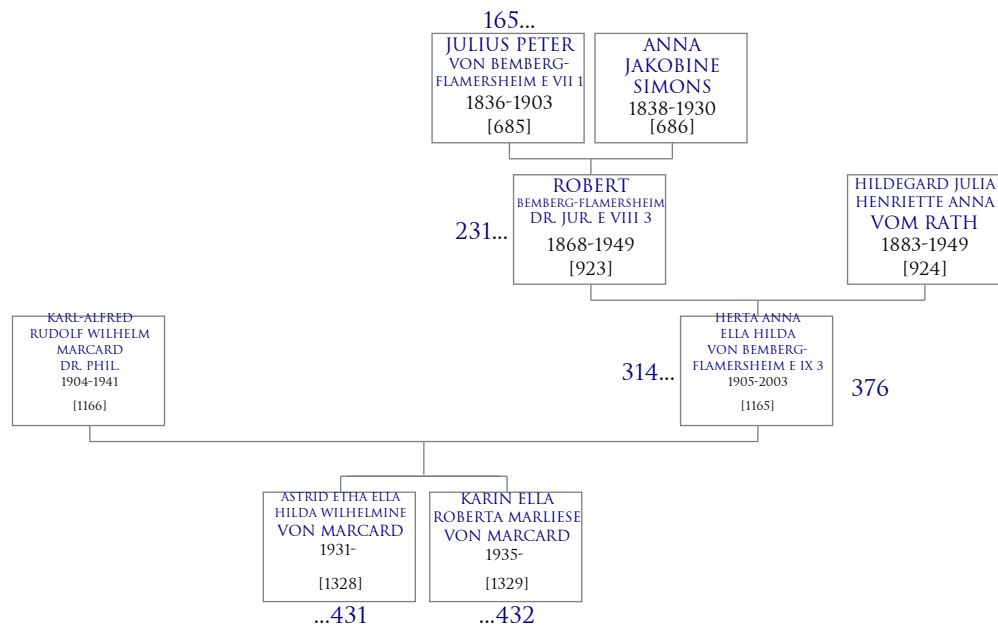 165...
JULIUS PETER
VON BEMBERG-
FLAMERSHEIM E VII 1
1836-1903
[685]
ANNA
JAKOBINE
SIMONS
1838-1930
[686]
231...
ROBERT
BEMBERG-FLAMERSHEIM
DR. JUR. E VIII 3
1868-1949
[923]
HILDEGARD JULIA
HENRIETTE ANNA
VOM RATH
1883-1949
[924]
KARL-ALFRED
RUDOLF WILHELM
MARCARD
DR. PHIL.
1904-1941
[1166]
314...
HERTA ANNA
ELLA HILDA
VON BEMBERG-
FLAMERSHEIM E IX 3
1905-2003
[1165]
376
ASTRID ETHA ELLA
HILDA WILHELMINE
VON MARCARD
1931-
[1328]
...431
KARIN ELLA
ROBERTA MARLIESE
VON MARCARD
1935-
[1329]
...432